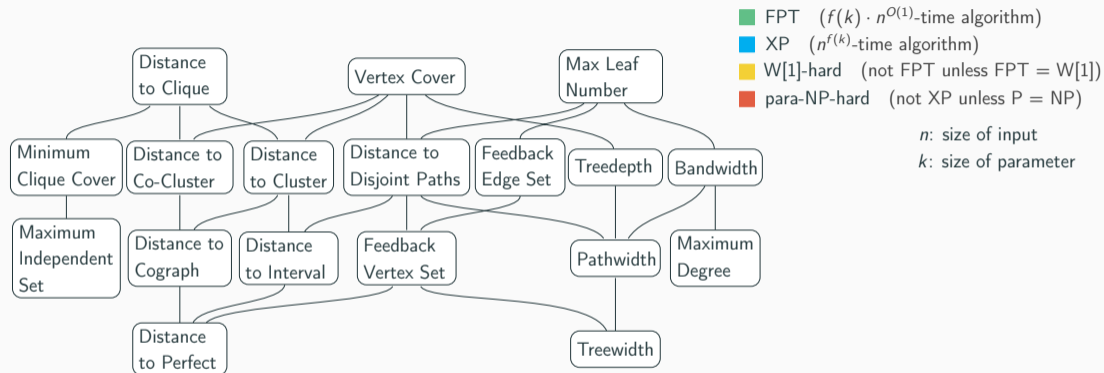 FPT (f(k) · n^{O(1)}-time algorithm)
XP (n^{f(k)}-time algorithm)
W[1]-hard (not FPT unless FPT = W[1])
para-NP-hard (not XP unless P = NP)
n: size of input
k: size of parameter
Distance
to Clique
Vertex Cover
Max Leaf
Number
Minimum
Clique Cover
Distance to
Co-Cluster
Distance
to Cluster
Distance to
Disjoint Paths
Feedback
Edge Set
Treedepth
Bandwidth
Maximum
Independent
Set
Distance to
Cograph
Distance
to Interval
Feedback
Vertex Set
Pathwidth
Maximum
Degree
Distance
to Perfect
Treewidth